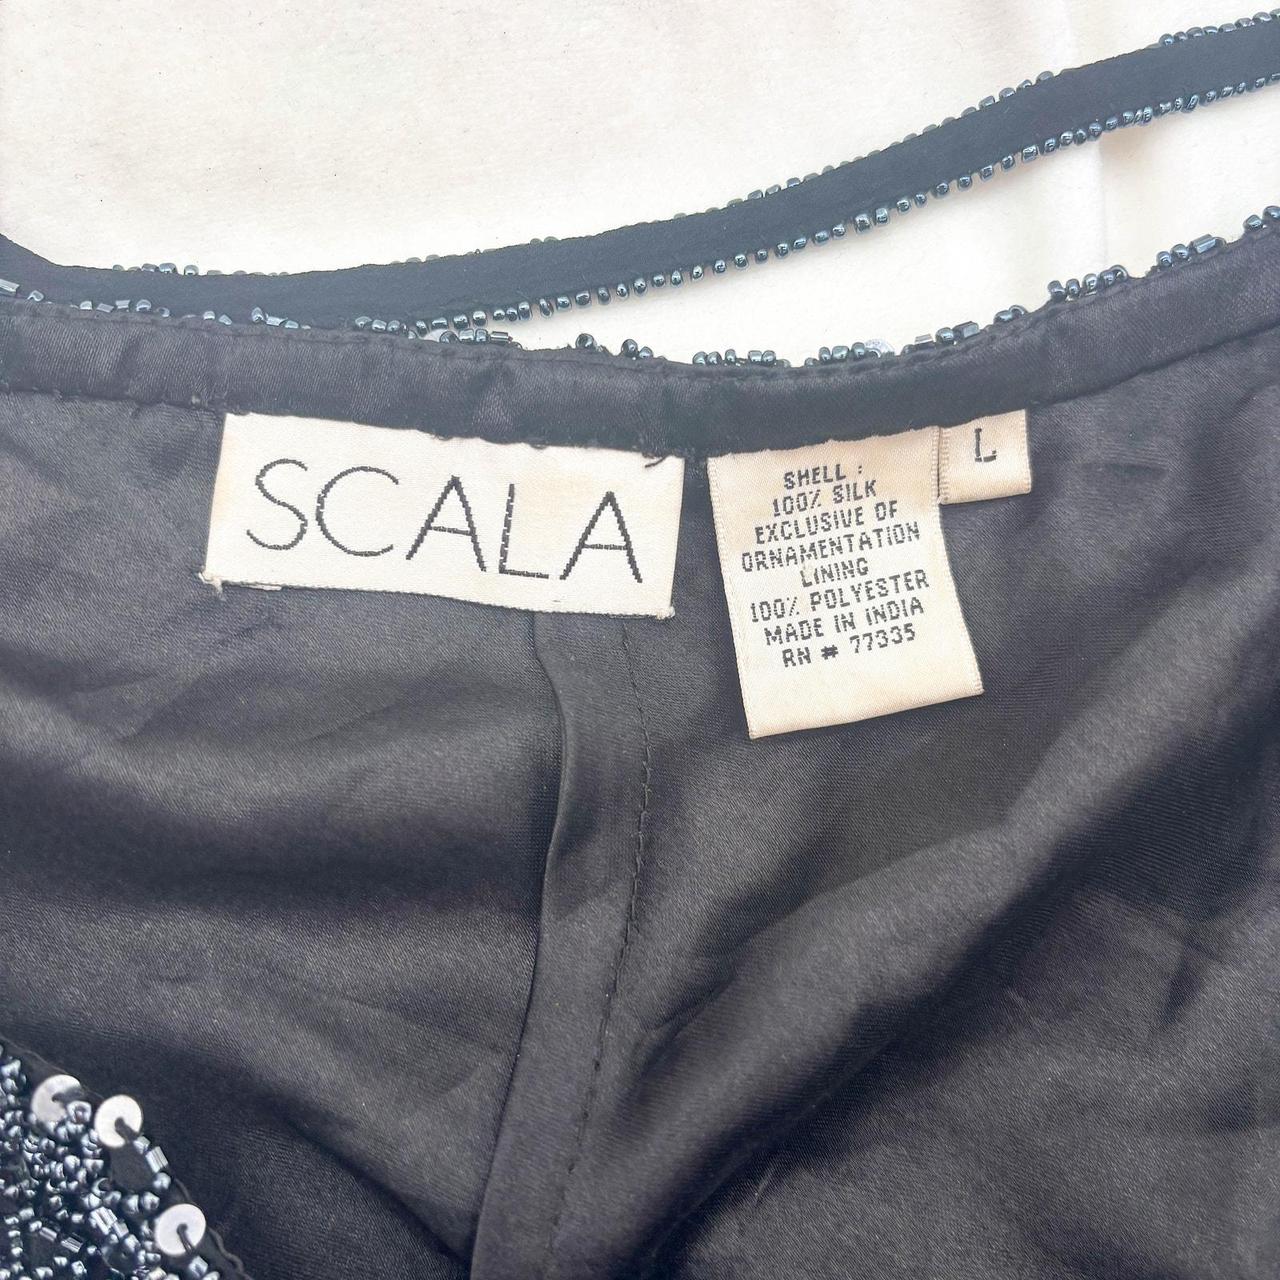 SCALA
SHELL :
100% SILK
EXCLUSIVE OF
ORNAMENTATION
LINING
100% POLYESTER
MADE IN INDIA
RN # 77335
L